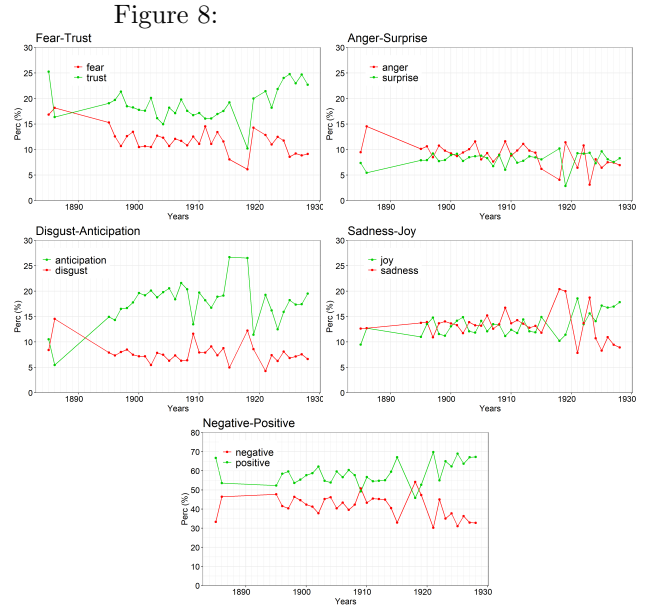 Figure 8:
Fear-Trust
30
25
20
15
10
5
0
Perc (%)
fear
trust
1890
1900
1910
1920
1930
Years
Anger-Surprise
30
25
20
15
10
5
0
Perc (%)
anger
surprise
1890
1900
1910
1920
1930
Years
Disgust-Anticipation
30
25
20
15
10
5
0
Perc (%)
anticipation
disgust
1890
1900
1910
1920
1930
Years
Sadness-Joy
30
25
20
15
10
5
0
Perc (%)
joy
sadness
1890
1900
1910
1920
1930
Years
Negative-Positive
80
70
60
50
40
30
20
10
0
Perc (%)
negative
positive
1890
1900
1910
1920
1930
Years